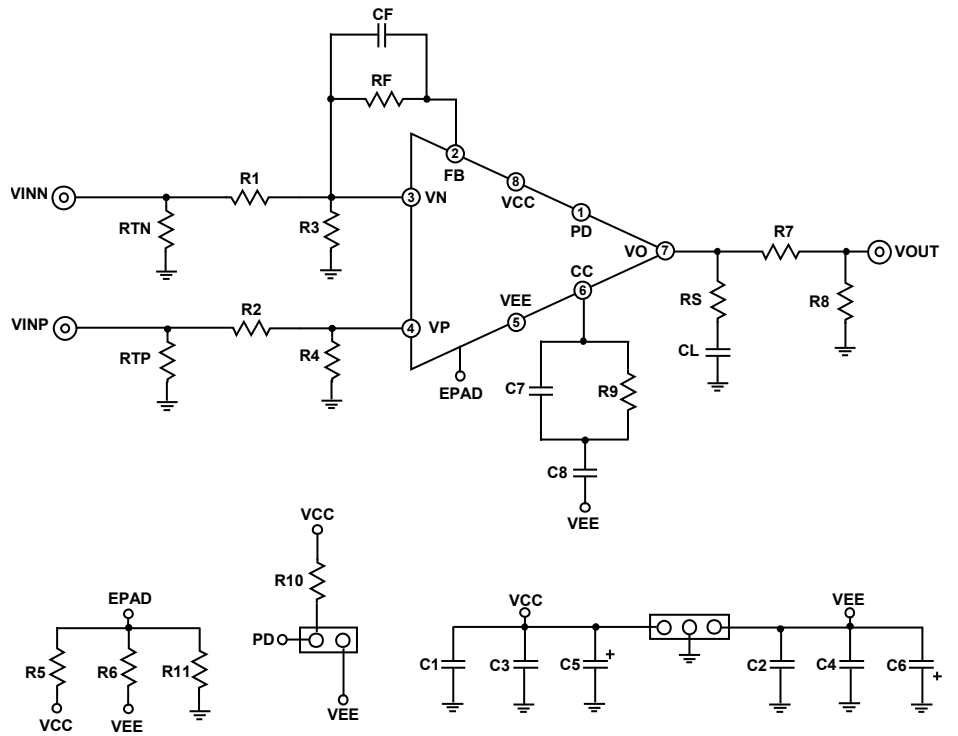 CF
RF
2
FB
8
VCC
1
PD
VINN
R1
3 VN
RTN
R3
R7
VO 7
VOUT
CC
6
RS
R8
VINP
R2
VEE
5
4 VP
RTP
R4
CL
EPAD
C7
R9
C8
VEE
VCC
R10
EPAD
VCC
VEE
PD
R5
R6
R11
C1
C3
C5
+
C2
C4
C6
+
VCC
VEE
VEE